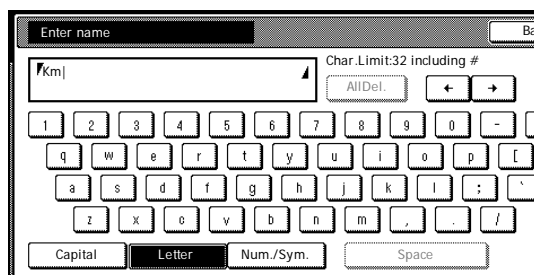 Enter name
Ba
Char.Limit:32 including #
Km|
AllDel. ← →
1 2 3 4 5 6 7 8 9 0 -
q w e r t y u i o p [
a s d f g h j k l ; `
z x c v b n m , . /
Capital Letter Num./Sym. Space